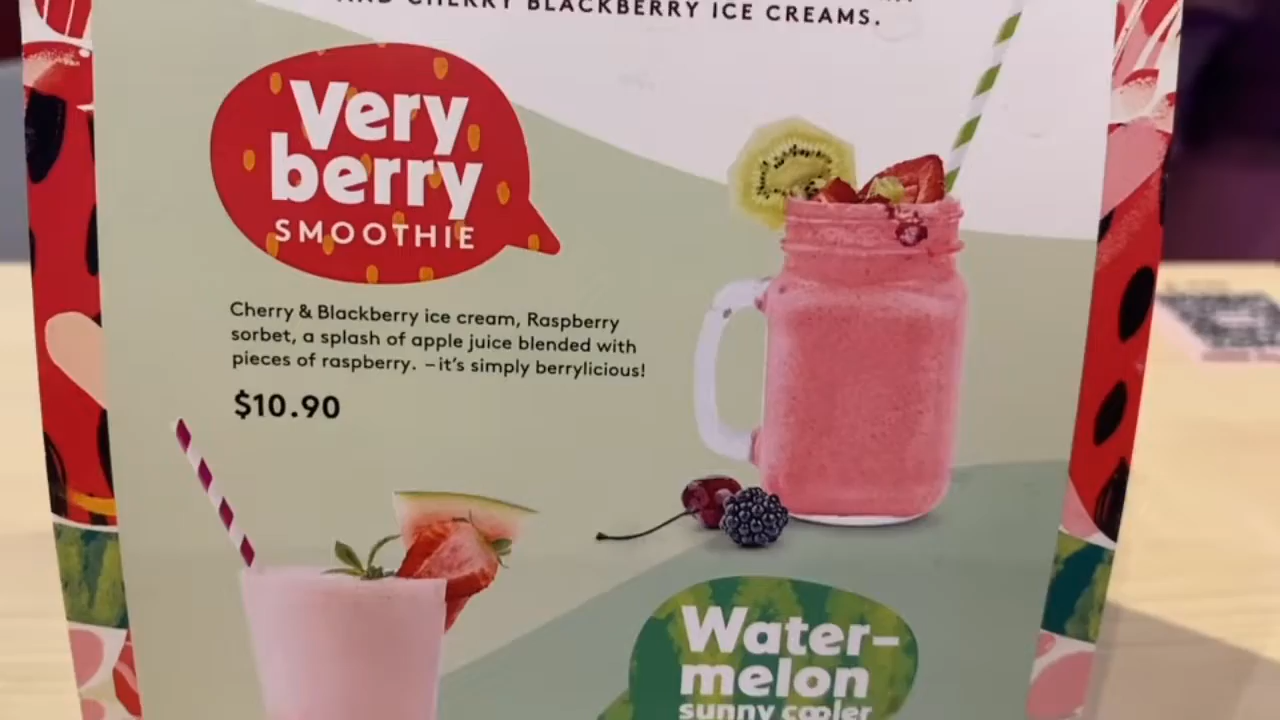 AND CHERRY BLACKBERRY ICE CREAMS.
Very
berry
SMOOTHIE
Cherry & Blackberry ice cream, Raspberry
sorbet, a splash of apple juice blended with
pieces of raspberry. –it's simply berrylicious!
$10.90
Water-
melon
sunny cooler